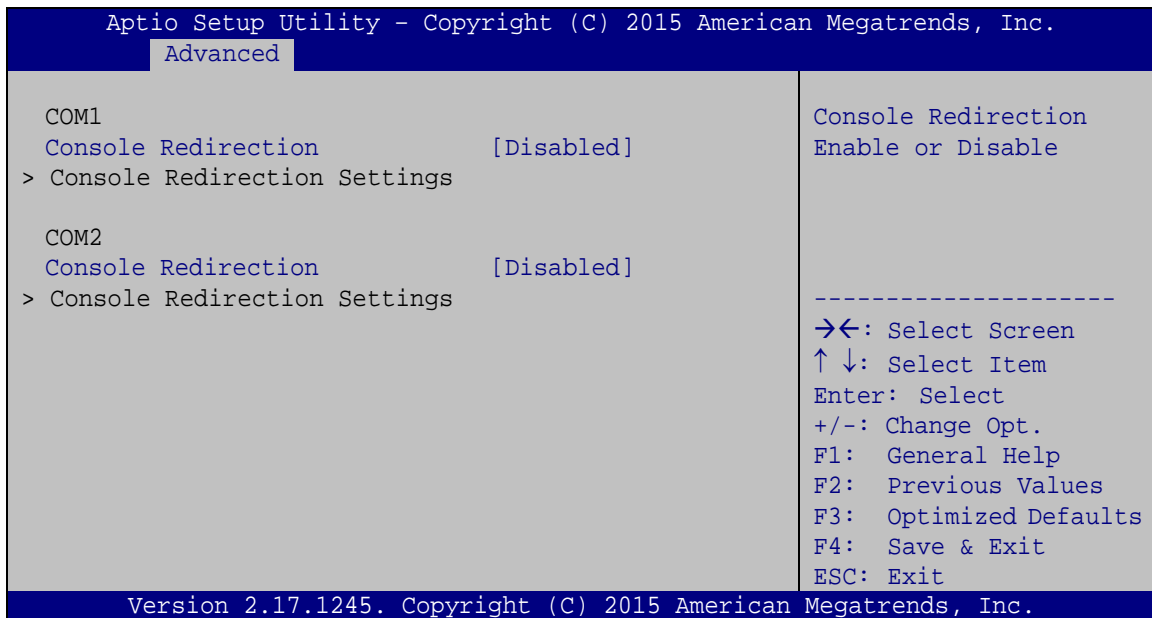 Aptio Setup Utility – Copyright (C) 2015 American Megatrends, Inc.
Advanced
COM1
Console Redirection [Disabled]
> Console Redirection Settings
COM2
Console Redirection [Disabled]
> Console Redirection Settings
Console Redirection
Enable or Disable
---------------------
→←: Select Screen
↑ ↓: Select Item
Enter: Select
+/-: Change Opt.
F1: General Help
F2: Previous Values
F3: Optimized Defaults
F4: Save & Exit
ESC: Exit
Version 2.17.1245. Copyright (C) 2015 American Megatrends, Inc.